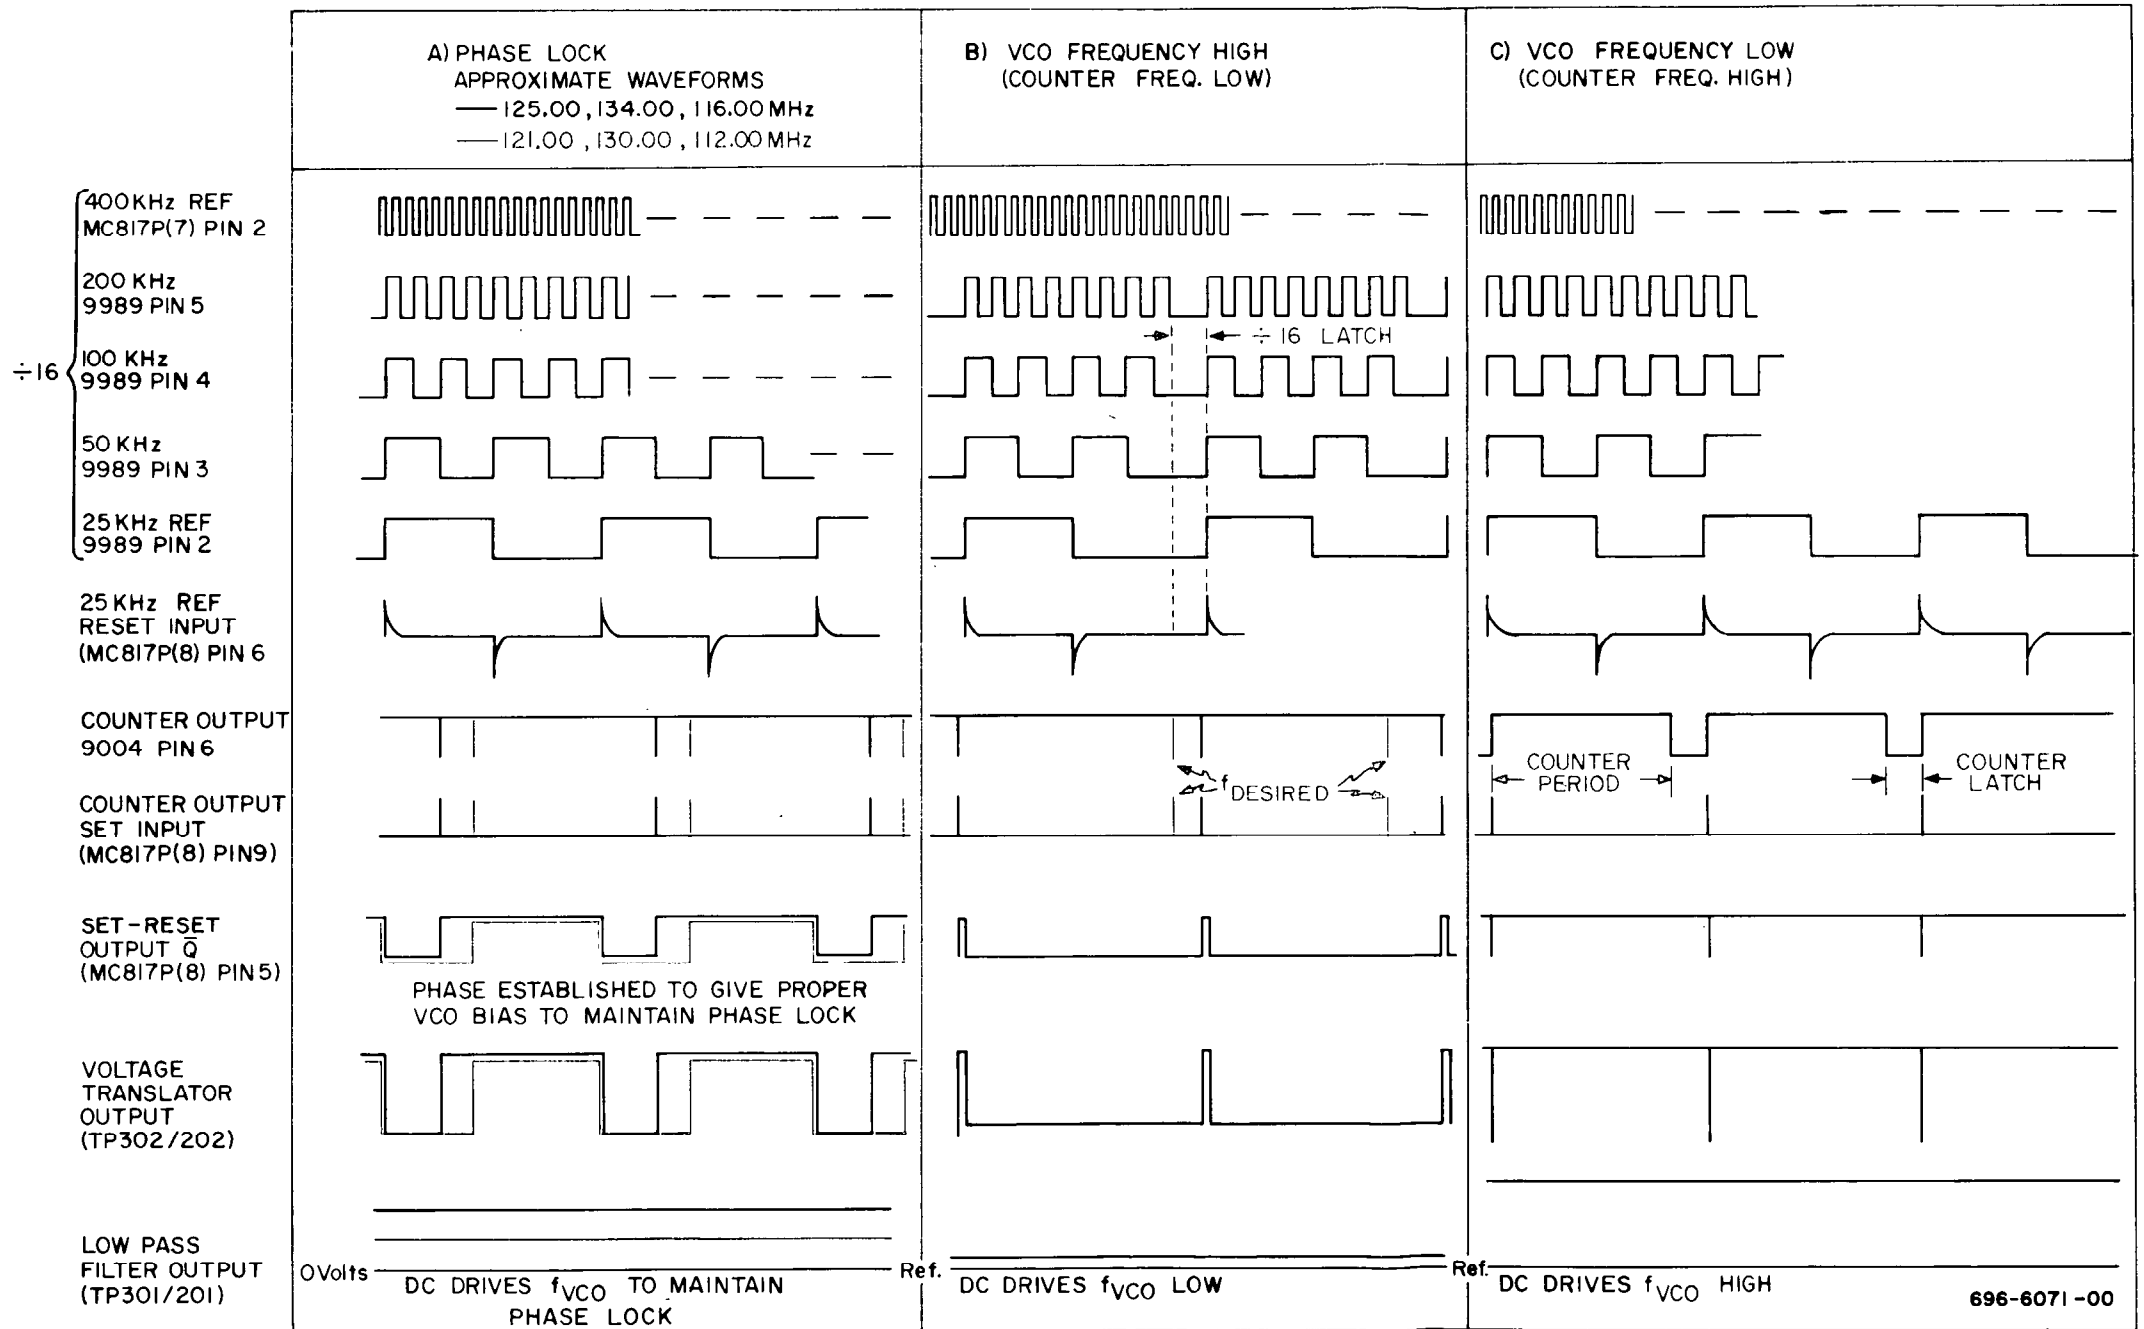 A) PHASE LOCK
APPROXIMATE WAVEFORMS
125.00, 134.00, 116.00 MHz
121.00, 130.00, 112.00 MHz
B) VCO FREQUENCY HIGH
(COUNTER FREQ. LOW)
C) VCO FREQUENCY LOW
(COUNTER FREQ. HIGH)
÷16
400 KHz REF
MC817P(7) PIN 2
200 KHz
9989 PIN 5
÷ 16 LATCH
100 KHz
9989 PIN 4
50 KHz
9989 PIN 3
25 KHz REF
9989 PIN 2
25 KHz REF
RESET INPUT
(MC817P(8) PIN 6
COUNTER OUTPUT
9004 PIN 6
fDESIRED
COUNTER
PERIOD
COUNTER
LATCH
COUNTER OUTPUT
SET INPUT
(MC817P(8) PIN9)
SET-RESET
OUTPUT Q̅
(MC817P(8) PIN 5)
PHASE ESTABLISHED TO GIVE PROPER
VCO BIAS TO MAINTAIN PHASE LOCK
VOLTAGE
TRANSLATOR
OUTPUT
(TP302/202)
LOW PASS
FILTER OUTPUT
(TP301/201)
0 Volts
DC DRIVES fVCO TO MAINTAIN
PHASE LOCK
Ref.
DC DRIVES fVCO LOW
Ref.
DC DRIVES fVCO HIGH
696-6071-00